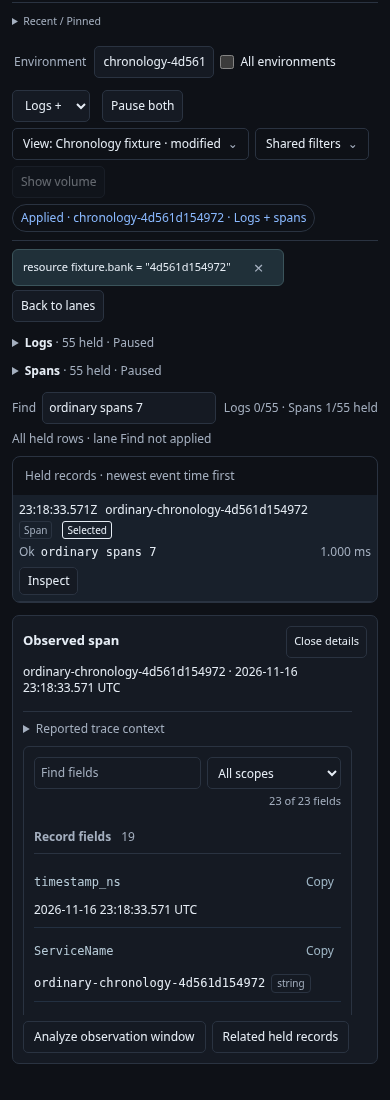 ▶ Recent / Pinned
Environment chronology-4d561 All environments
Logs + Pause both
View: Chronology fixture · modified Shared filters
Show volume
Applied · chronology-4d561d154972 · Logs + spans
resource fixture.bank = "4d561d154972" ×
Back to lanes
▶ Logs · 55 held · Paused
▶ Spans · 55 held · Paused
Find ordinary spans 7 Logs 0/55 · Spans 1/55 held
All held rows · lane Find not applied
Held records · newest event time first
23:18:33.571Z ordinary-chronology-4d561d154972
Span Selected
Ok ordinary spans 7 1.000 ms
Inspect
Observed span Close details
ordinary-chronology-4d561d154972 · 2026-11-16
23:18:33.571 UTC
▶ Reported trace context
Find fields All scopes
23 of 23 fields
Record fields 19
timestamp_ns Copy
2026-11-16 23:18:33.571 UTC
ServiceName Copy
ordinary-chronology-4d561d154972 string
Analyze observation window Related held records